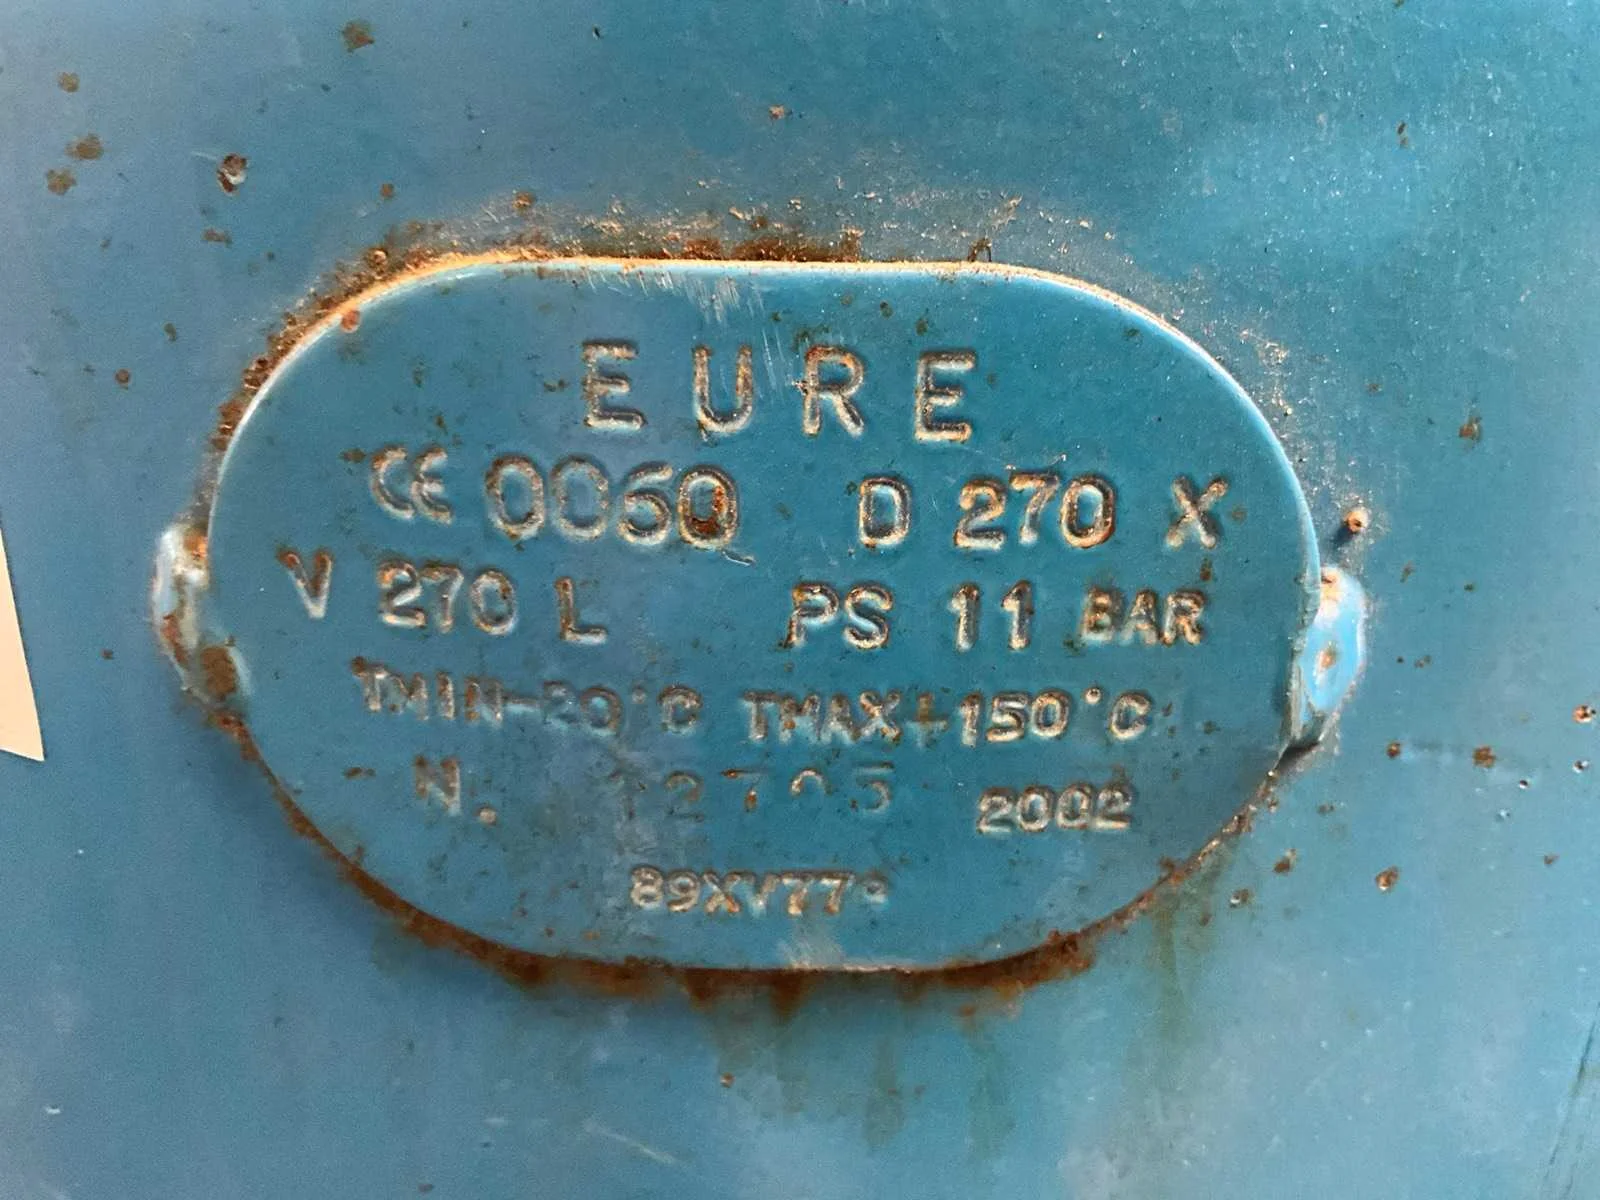 EURE
CE 0060 D 270 X
V 270 L PS 11 BAR
TMIN-20°C TMAX+150°C
N. 2002